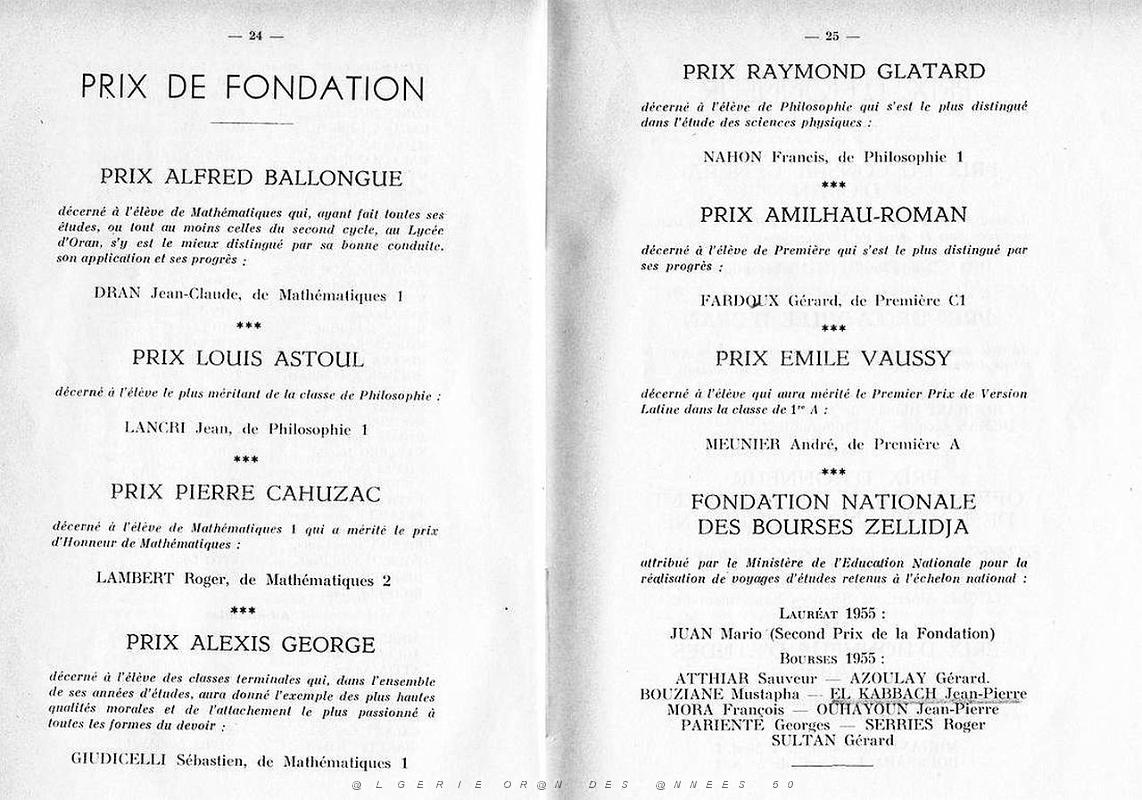 — 24 —
PRIX DE FONDATION
PRIX ALFRED BALLONGUE
décerné à l'élève de Mathématiques qui, ayant fait toutes ses
études, ou tout au moins celles du second cycle, au Lycée
d'Oran, s'y est le mieux distingué par sa bonne conduite.
son application et ses progrès :
DRAN Jean-Claude, de Mathématiques 1
***
PRIX LOUIS ASTOUL
décerné à l'élève le plus méritant de la classe de Philosophie :
LANCRI Jean, de Philosophie 1
***
PRIX PIERRE CAHUZAC
décerné à l'élève de Mathématiques 1 qui a mérité le prix
d'Honneur de Mathématiques :
LAMBERT Roger, de Mathématiques 2
***
PRIX ALEXIS GEORGE
décerné à l'élève des classes terminales qui, dans l'ensemble
de ses années d'études, aura donné l'exemple des plus hautes
qualités morales et de l'attachement le plus passionné à
toutes les formes du devoir :
GIUDICELLI Sébastien, de Mathématiques 1
— 25 —
PRIX RAYMOND GLATARD
décerné à l'élève de Philosophie qui s'est le plus distingué
dans l'étude des sciences physiques :
NAHON Francis, de Philosophie 1
***
PRIX AMILHAU-ROMAN
décerné à l'élève de Première qui s'est le plus distingué par
ses progrès :
FARDOUX Gérard, de Première C1
***
PRIX EMILE VAUSSY
décerné à l'élève qui aura mérité le Premier Prix de Version
Latine dans la classe de 1re A :
MEUNIER André, de Première A
***
FONDATION NATIONALE
DES BOURSES ZELLIDJA
attribué par le Ministère de l'Education Nationale pour la
réalisation de voyages d'études retenus à l'échelon national :
LAURÉAT 1955 :
JUAN Mario (Second Prix de la Fondation)
BOURSES 1955 :
ATTHIAR Sauveur — AZOULAY Gérard.
BOUZIANE Mustapha — EL KABBACH Jean-Pierre
MORA François — OUHAYOUN Jean-Pierre
PARIENTE Georges — SERRIES Roger
SULTAN Gérard
@ L G E R I E O R @ N D E S @ N N E E S 5 0